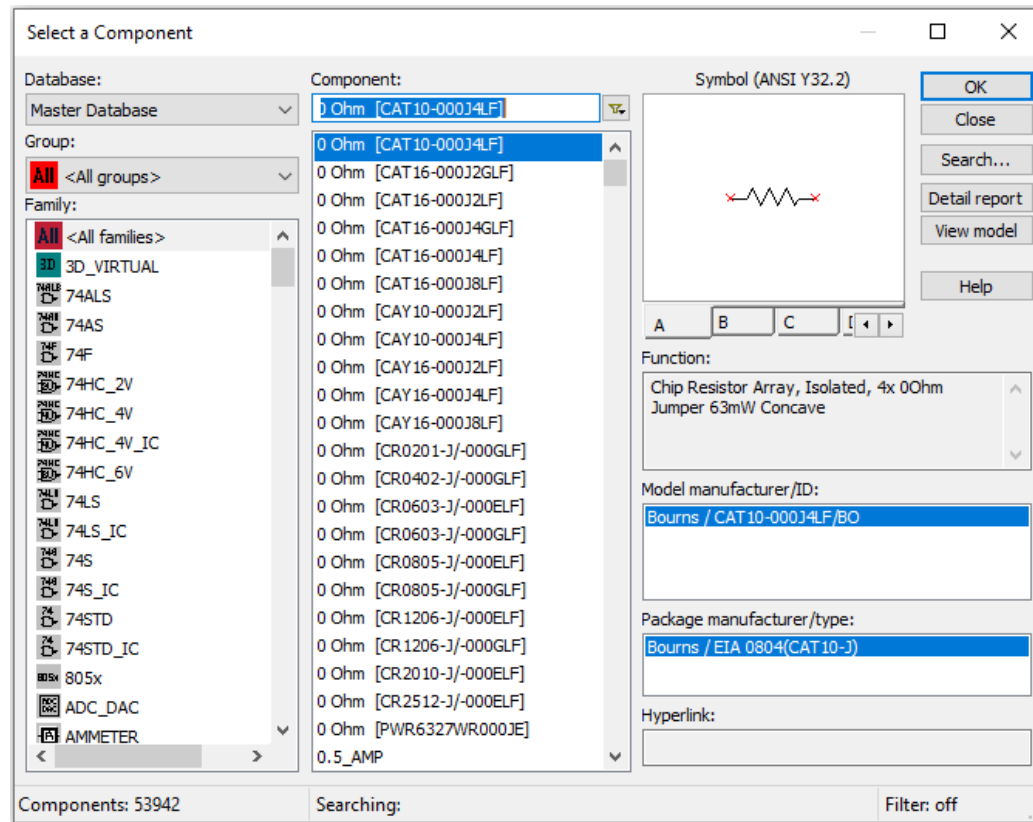 Select a Component
Database:
Master Database
Group:
All <All groups>
Family:
All <All families>
3D 3D_VIRTUAL
74ALS
74AS
74F
74HC_2V
74HC_4V
74HC_4V_IC
74HC_6V
74LS
74LS_IC
74S
74S_IC
74STD
74STD_IC
805x
ADC_DAC
AMMETER
Component:
0 Ohm [CAT10-000J4LF]
0 Ohm [CAT10-000J4LF]
0 Ohm [CAT16-000J2GLF]
0 Ohm [CAT16-000J2LF]
0 Ohm [CAT16-000J4GLF]
0 Ohm [CAT16-000J4LF]
0 Ohm [CAT16-000J8LF]
0 Ohm [CAY10-000J2LF]
0 Ohm [CAY10-000J4LF]
0 Ohm [CAY16-000J2LF]
0 Ohm [CAY16-000J4LF]
0 Ohm [CAY16-000J8LF]
0 Ohm [CR0201-J/-000GLF]
0 Ohm [CR0402-J/-000GLF]
0 Ohm [CR0603-J/-000ELF]
0 Ohm [CR0603-J/-000GLF]
0 Ohm [CR0805-J/-000ELF]
0 Ohm [CR0805-J/-000GLF]
0 Ohm [CR1206-J/-000ELF]
0 Ohm [CR1206-J/-000GLF]
0 Ohm [CR2010-J/-000ELF]
0 Ohm [CR2512-J/-000ELF]
0 Ohm [PWR6327WR000JE]
0.5_AMP
Symbol (ANSI Y32.2)
A B C
Function:
Chip Resistor Array, Isolated, 4x 0Ohm
Jumper 63mW Concave
Model manufacturer/ID:
Bourns / CAT10-000J4LF/BO
Package manufacturer/type:
Bourns / EIA 0804(CAT10-J)
Hyperlink:
OK
Close
Search...
Detail report
View model
Help
Components: 53942
Searching:
Filter: off